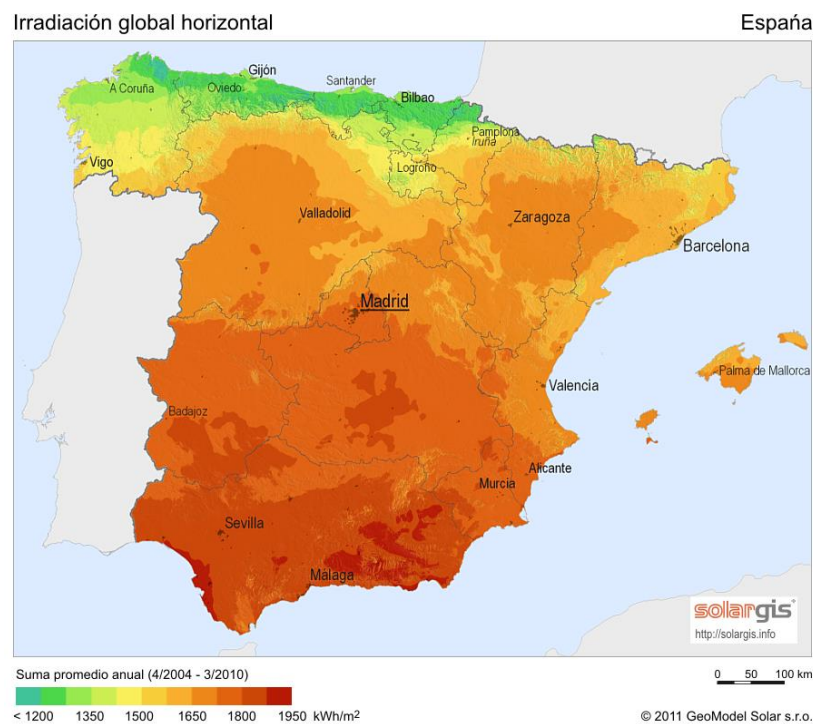 Irradiación global horizontal
España
Gijón
A Coruña
Oviedo
Santander
Bilbao
Pamplona
Iruña
Vigo
Logroño
Valladolid
Zaragoza
Barcelona
Madrid
Palma de Mallorca
Valencia
Badajoz
Alicante
Murcia
Sevilla
Málaga
solargis
http://solargis.info
Suma promedio anual (4/2004 - 3/2010)
0 50 100 km
< 1200 1350 1500 1650 1800 1950 kWh/m²
© 2011 GeoModel Solar s.r.o.